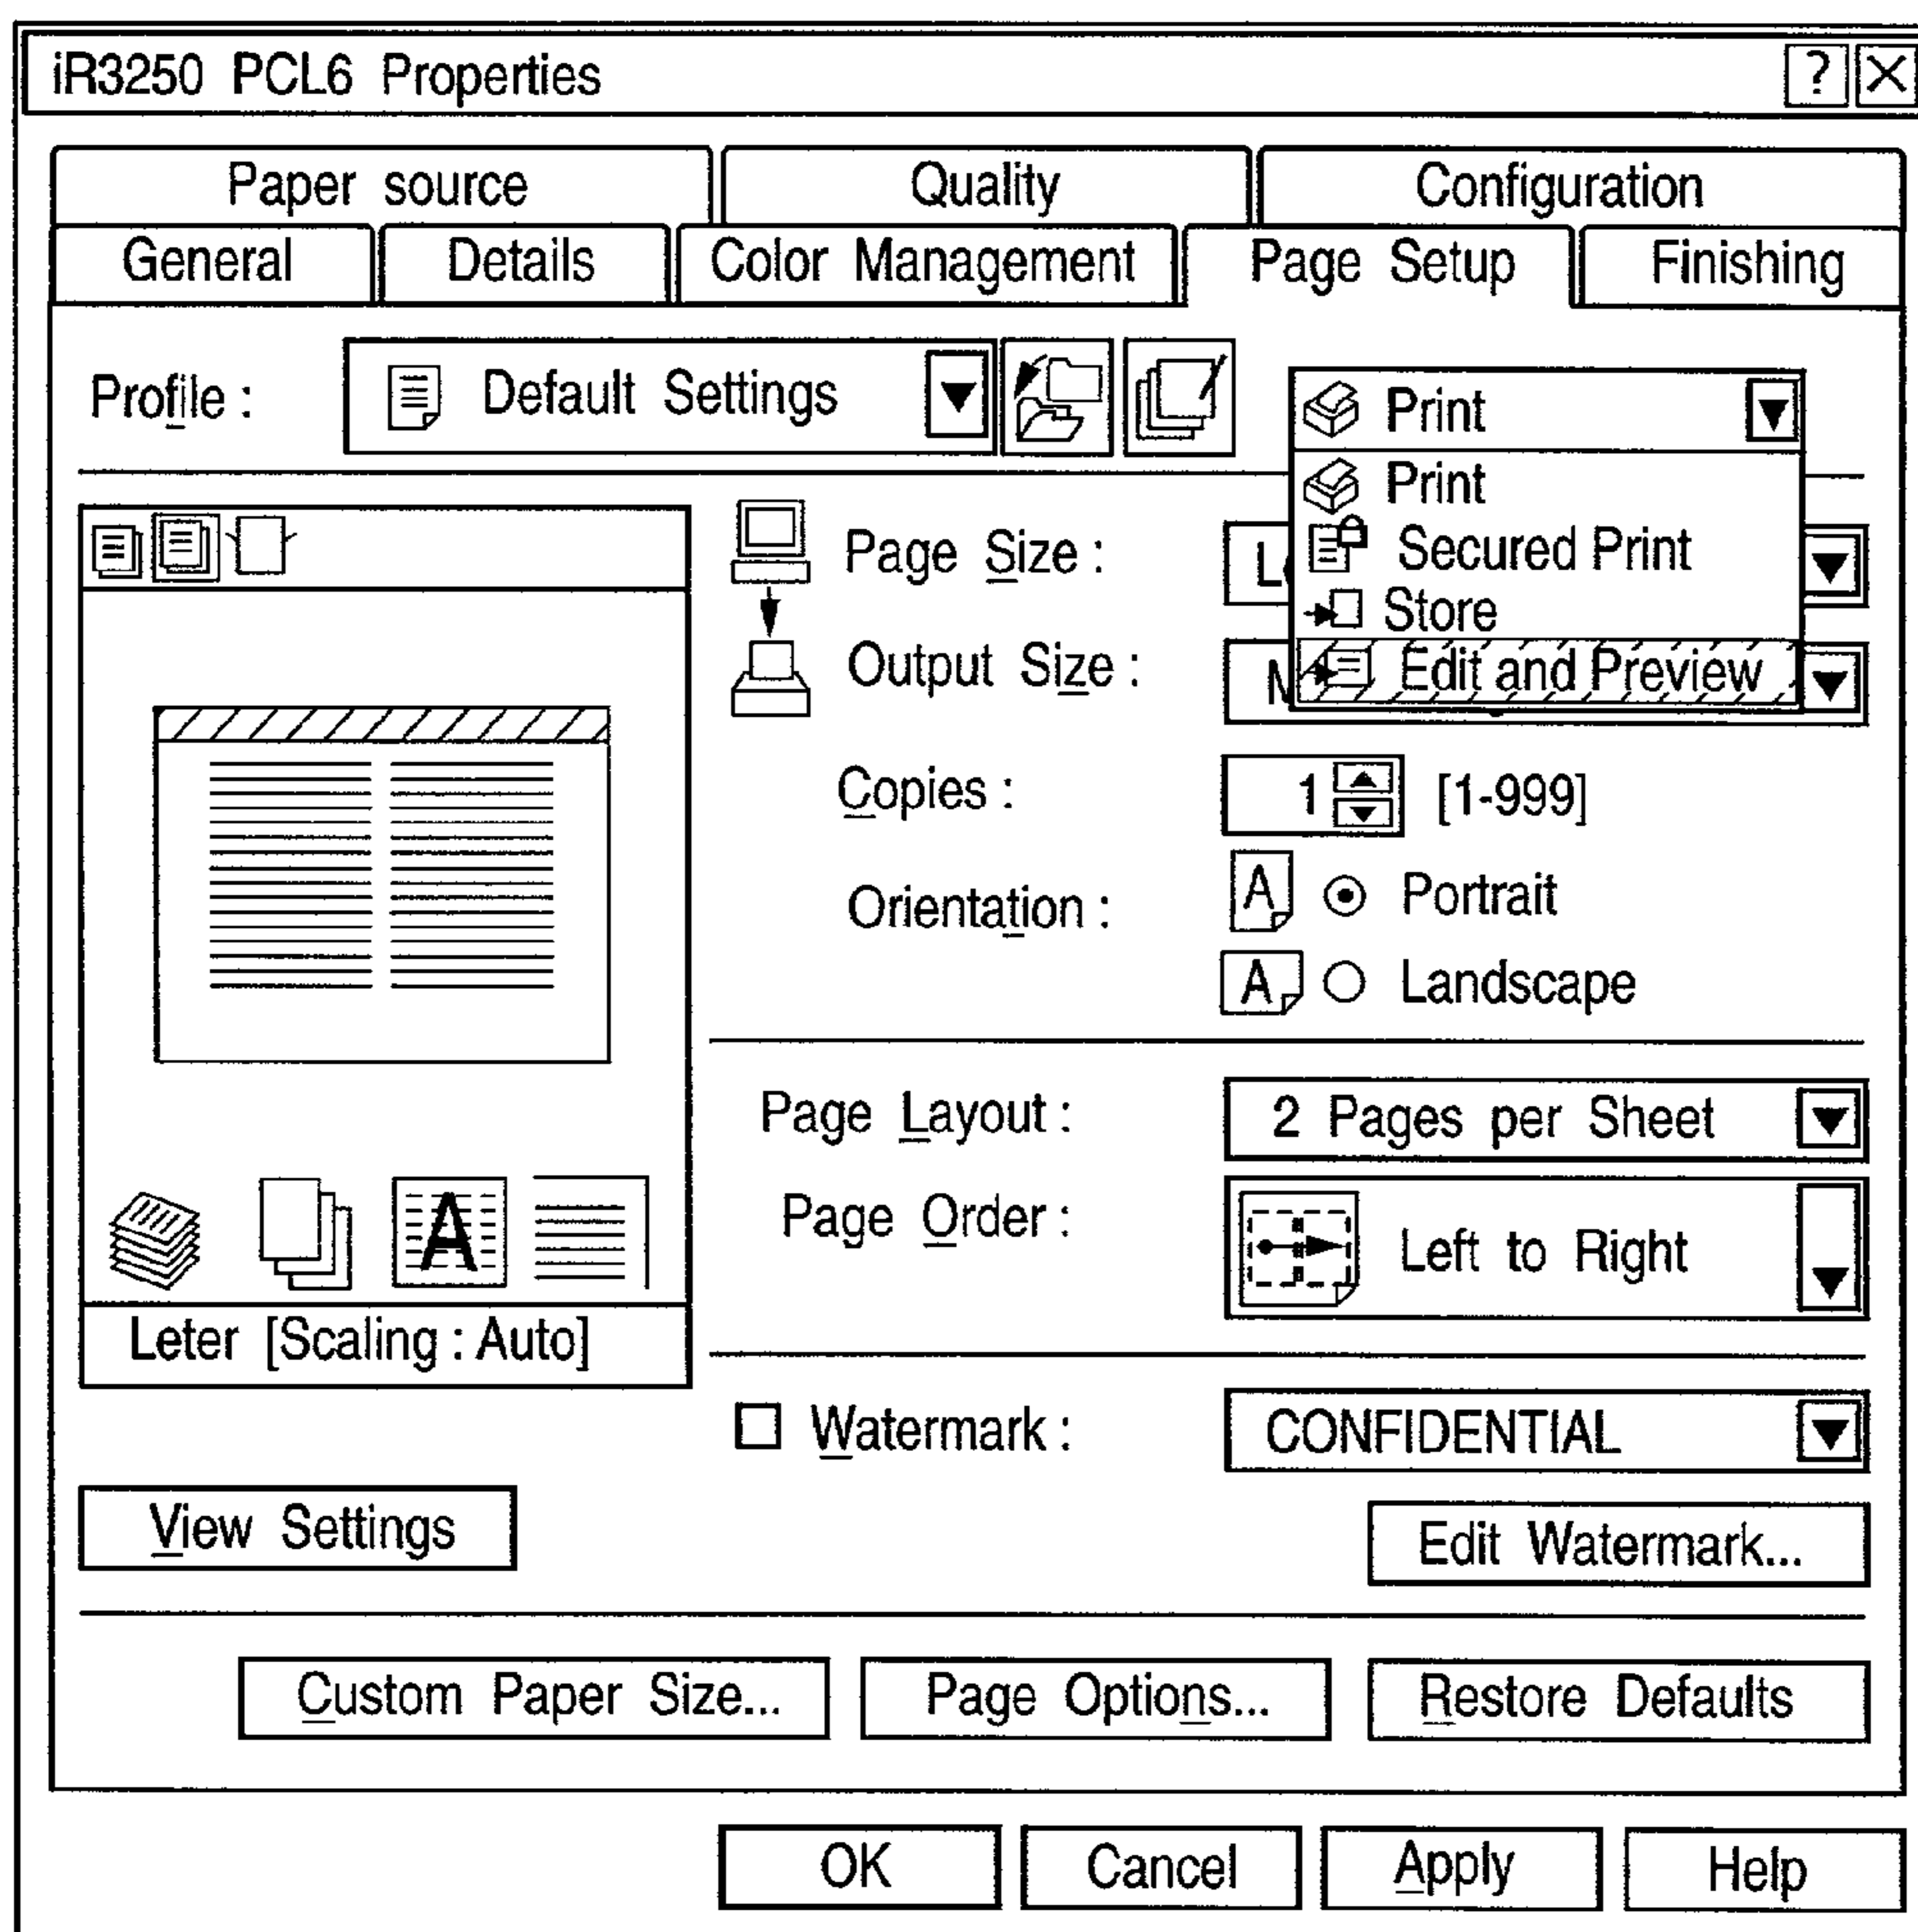 iR3250 PCL6 Properties ? X
Paper source Quality Configuration
General Details Color Management Page Setup Finishing
Profile : Default Settings Print
Print
Secured Print
Store
Edit and Preview
Page Size :
Output Size :
Copies : 1 [1-999]
Orientation : A Portrait
A Landscape
Page Layout : 2 Pages per Sheet
Page Order : Left to Right
A
Leter [Scaling : Auto]
Watermark : CONFIDENTIAL
View Settings
Edit Watermark...
Custom Paper Size... Page Options... Restore Defaults
OK Cancel Apply Help